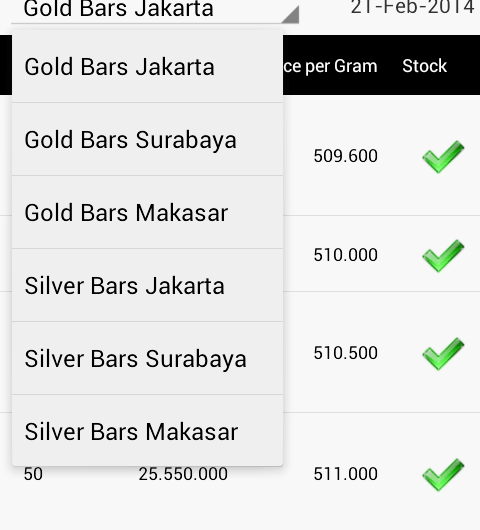 Gold Bars Jakarta 21-Feb-2014
ce per Gram Stock
Gold Bars Jakarta
Gold Bars Surabaya
Gold Bars Makasar
Silver Bars Jakarta
Silver Bars Surabaya
Silver Bars Makasar
509.600
510.000
510.500
50 25.550.000 511.000